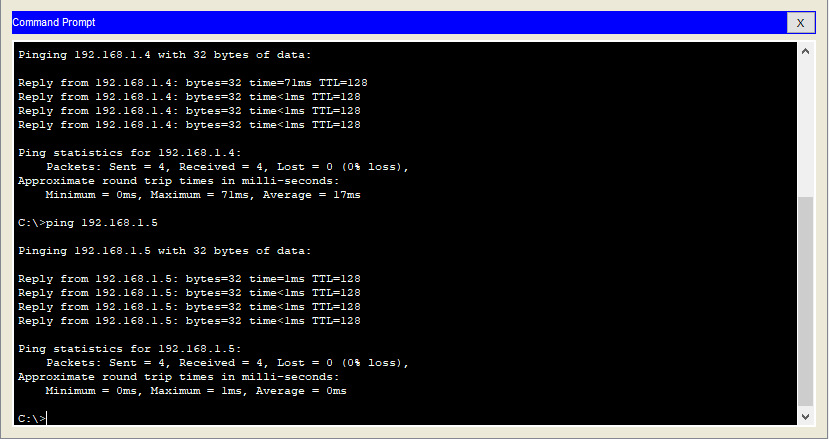 Command Prompt
X
Pinging 192.168.1.4 with 32 bytes of data:
Reply from 192.168.1.4: bytes=32 time=71ms TTL=128
Reply from 192.168.1.4: bytes=32 time<1ms TTL=128
Reply from 192.168.1.4: bytes=32 time<1ms TTL=128
Reply from 192.168.1.4: bytes=32 time<1ms TTL=128
Ping statistics for 192.168.1.4:
Packets: Sent = 4, Received = 4, Lost = 0 (0% loss),
Approximate round trip times in milli-seconds:
Minimum = 0ms, Maximum = 71ms, Average = 17ms
C:\>ping 192.168.1.5
Pinging 192.168.1.5 with 32 bytes of data:
Reply from 192.168.1.5: bytes=32 time=1ms TTL=128
Reply from 192.168.1.5: bytes=32 time<1ms TTL=128
Reply from 192.168.1.5: bytes=32 time<1ms TTL=128
Reply from 192.168.1.5: bytes=32 time<1ms TTL=128
Ping statistics for 192.168.1.5:
Packets: Sent = 4, Received = 4, Lost = 0 (0% loss),
Approximate round trip times in milli-seconds:
Minimum = 0ms, Maximum = 1ms, Average = 0ms
C:\>